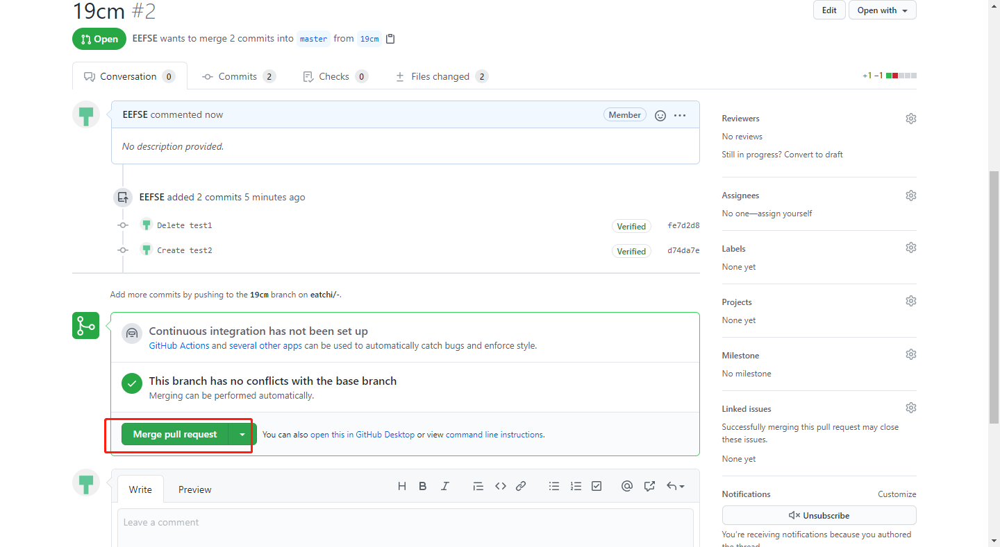 19cm #2
Edit
Open with
Open
EEFSE wants to merge 2 commits into master from 19cm
Conversation 0
Commits 2
Checks 0
Files changed 2
+1 −1
EEFSE commented now
Member
No description provided.
EEFSE added 2 commits 5 minutes ago
Delete test1
Verified
fe7d2d8
Create test2
Verified
d74da7e
Add more commits by pushing to the 19cm branch on eatchi/-.
Continuous integration has not been set up
GitHub Actions and several other apps can be used to automatically catch bugs and enforce style.
This branch has no conflicts with the base branch
Merging can be performed automatically.
Merge pull request
You can also open this in GitHub Desktop or view command line instructions.
Write
Preview
Leave a comment
Reviewers
No reviews
Still in progress? Convert to draft
Assignees
No one—assign yourself
Labels
None yet
Projects
None yet
Milestone
No milestone
Linked issues
Successfully merging this pull request may close
these issues.
None yet
Notifications
Customize
Unsubscribe
You're receiving notifications because you authored
the thread.